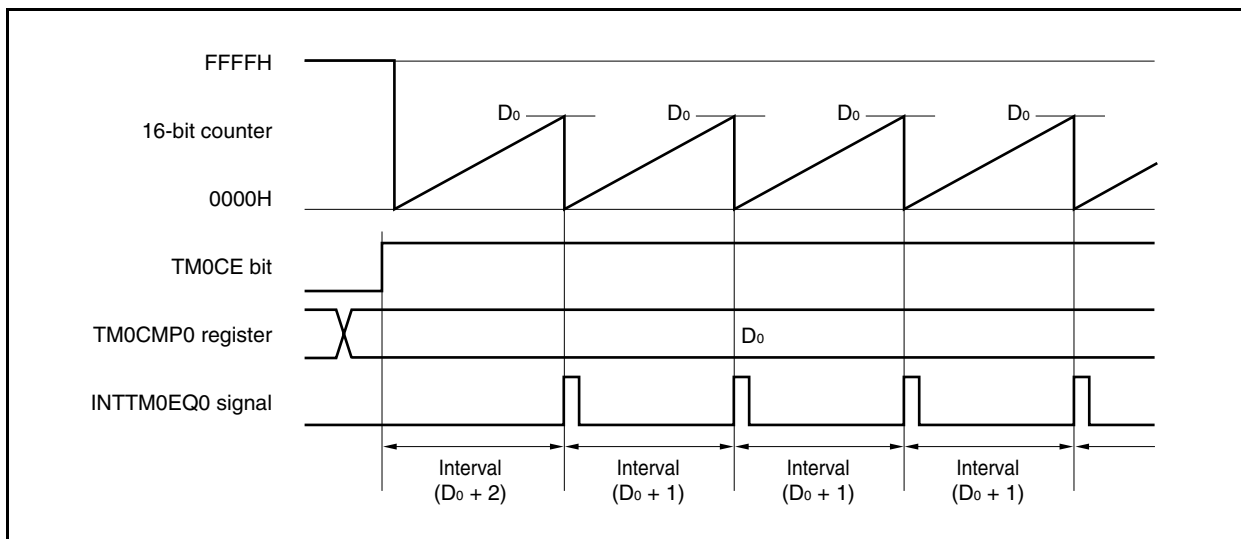 FFFFH
D₀ D₀ D₀ D₀
16-bit counter
0000H
TM0CE bit
TM0CMP0 register D₀
INTTM0EQ0 signal
Interval Interval Interval Interval
(D₀ + 2) (D₀ + 1) (D₀ + 1) (D₀ + 1)